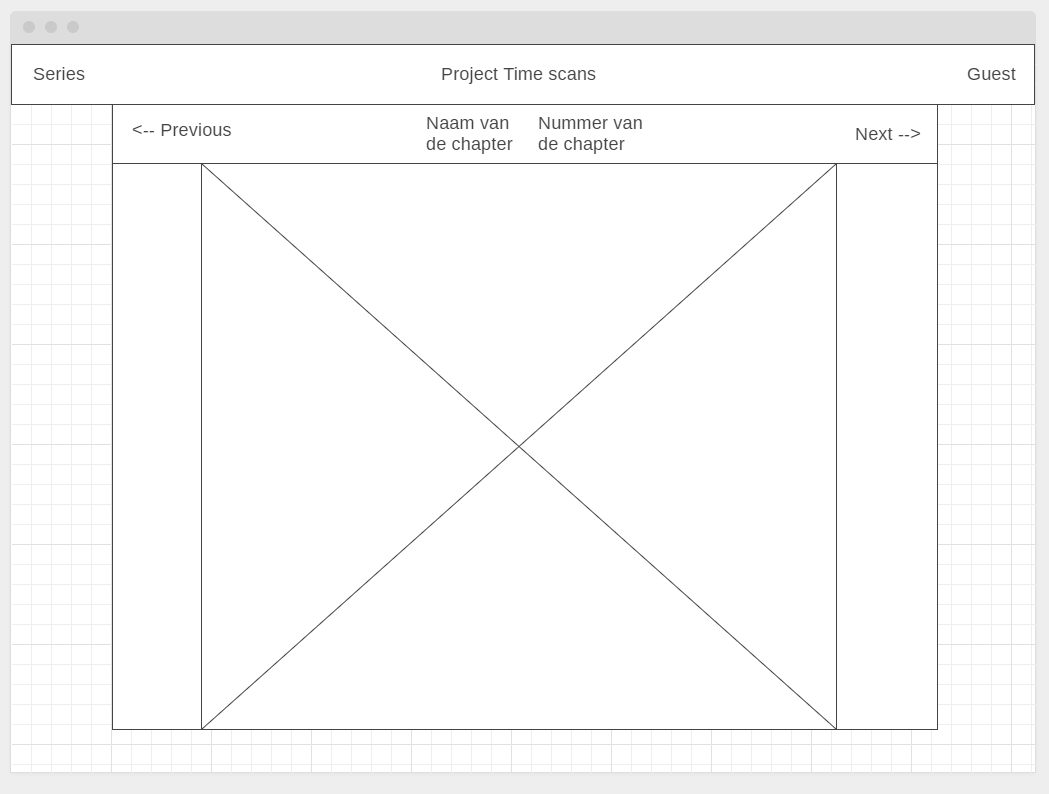 Series
Project Time scans
Guest
<-- Previous
Naam van
de chapter
Nummer van
de chapter
Next -->